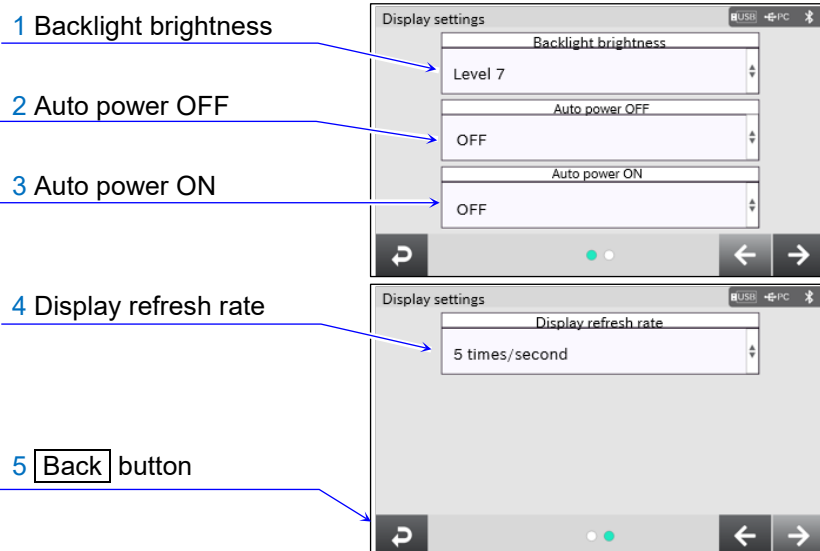 1 Backlight brightness
2 Auto power OFF
3 Auto power ON
4 Display refresh rate
5 Back button
Display settings
USB PC
Backlight brightness
Level 7
Auto power OFF
OFF
Auto power ON
OFF
Display settings
USB PC
Display refresh rate
5 times/second